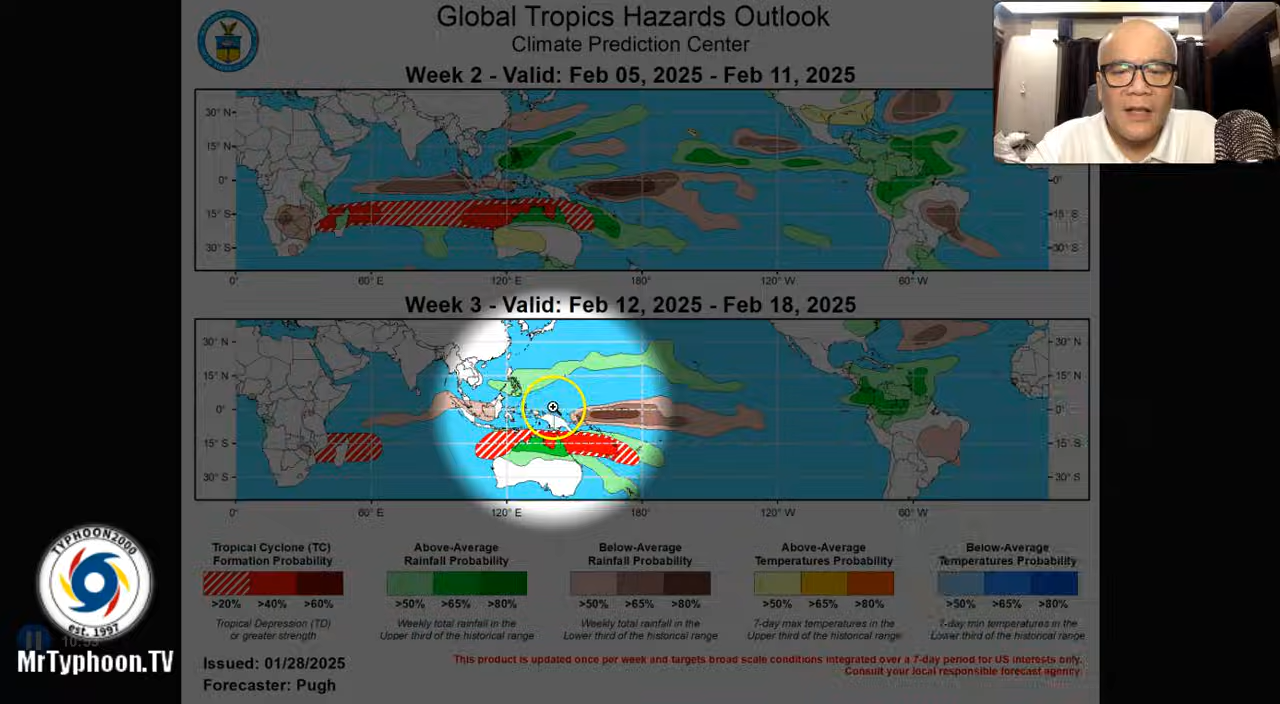 Global Tropics Hazards Outlook
Climate Prediction Center
Week 2 - Valid: Feb 05, 2025 - Feb 11, 2025
30° N
15° N
0°
15° S
30° S
0°
15° S
30° S
0° 60° E 120° E 180° 120° W 60° W
Week 3 - Valid: Feb 12, 2025 - Feb 18, 2025
30° N
15° N
0°
15° S
30° S
30° N
15° N
0°
15° S
30° S
0° 60° E 120° E 180° 120° W 60° W
Tropical Cyclone (TC)
Formation Probability
>20% >40% >60%
Tropical Depression (TD)
or greater strength
Above-Average
Rainfall Probability
>50% >65% >80%
Weekly total rainfall in the
Upper third of the historical range
Below-Average
Rainfall Probability
>50% >65% >80%
Weekly total rainfall in the
Lower third of the historical range
Above-Average
Temperatures Probability
>50% >65% >80%
7-day max temperatures in the
Upper third of the historical range
Below-Average
Temperatures Probability
>50% >65% >80%
7-day min temperatures in the
Lower third of the historical range
Issued: 01/28/2025
Forecaster: Pugh
This product is updated once per week and targets broad scale conditions integrated over a 7-day period for US interests only.
Consult your local responsible forecast agency.
TYPHOON2000
est. 1997
MrTyphoon.TV